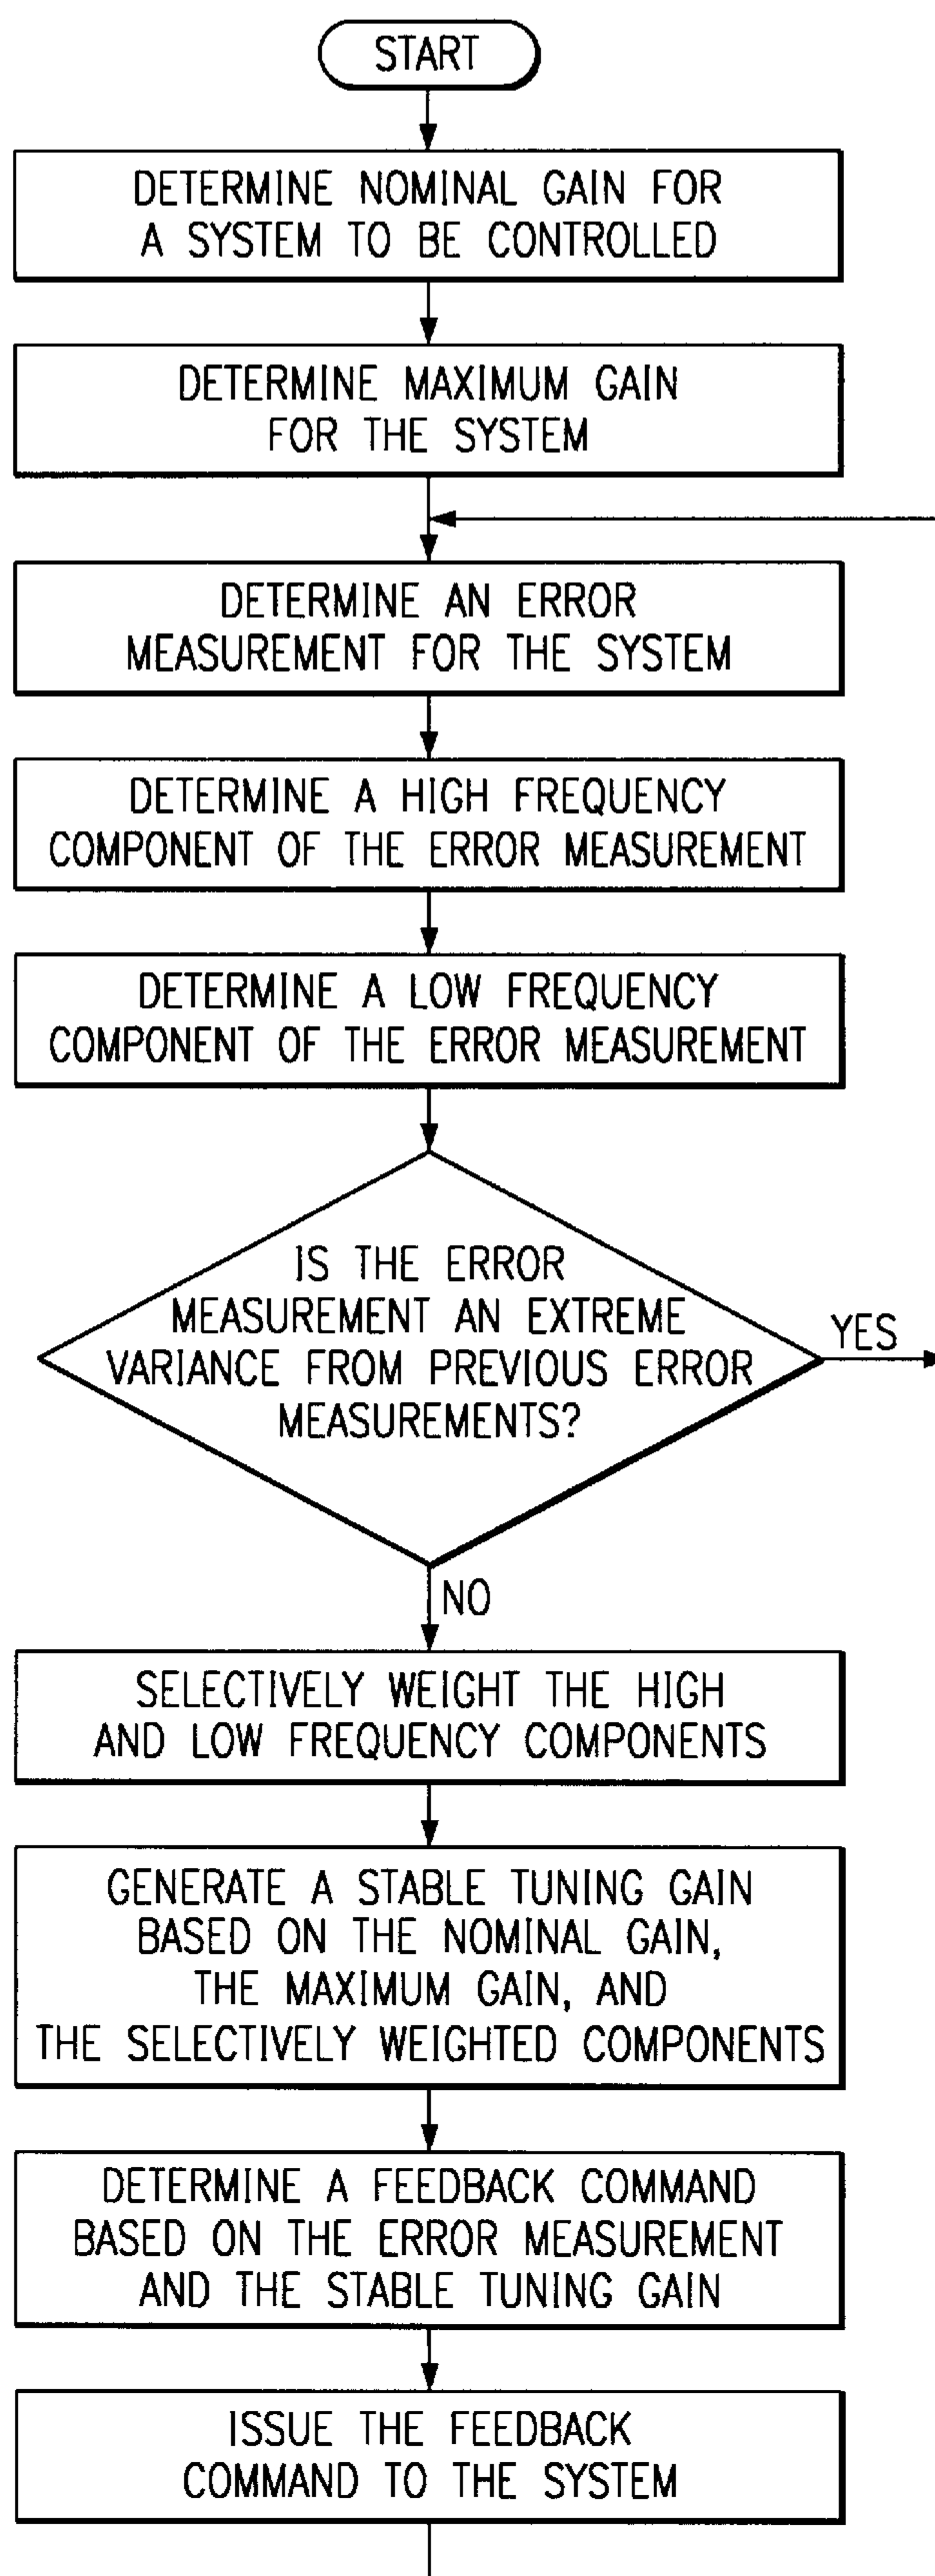 START
DETERMINE NOMINAL GAIN FOR
A SYSTEM TO BE CONTROLLED
DETERMINE MAXIMUM GAIN
FOR THE SYSTEM
DETERMINE AN ERROR
MEASUREMENT FOR THE SYSTEM
DETERMINE A HIGH FREQUENCY
COMPONENT OF THE ERROR MEASUREMENT
DETERMINE A LOW FREQUENCY
COMPONENT OF THE ERROR MEASUREMENT
IS THE ERROR
MEASUREMENT AN EXTREME
VARIANCE FROM PREVIOUS ERROR
MEASUREMENTS?
YES
NO
SELECTIVELY WEIGHT THE HIGH
AND LOW FREQUENCY COMPONENTS
GENERATE A STABLE TUNING GAIN
BASED ON THE NOMINAL GAIN,
THE MAXIMUM GAIN, AND
THE SELECTIVELY WEIGHTED COMPONENTS
DETERMINE A FEEDBACK COMMAND
BASED ON THE ERROR MEASUREMENT
AND THE STABLE TUNING GAIN
ISSUE THE FEEDBACK
COMMAND TO THE SYSTEM